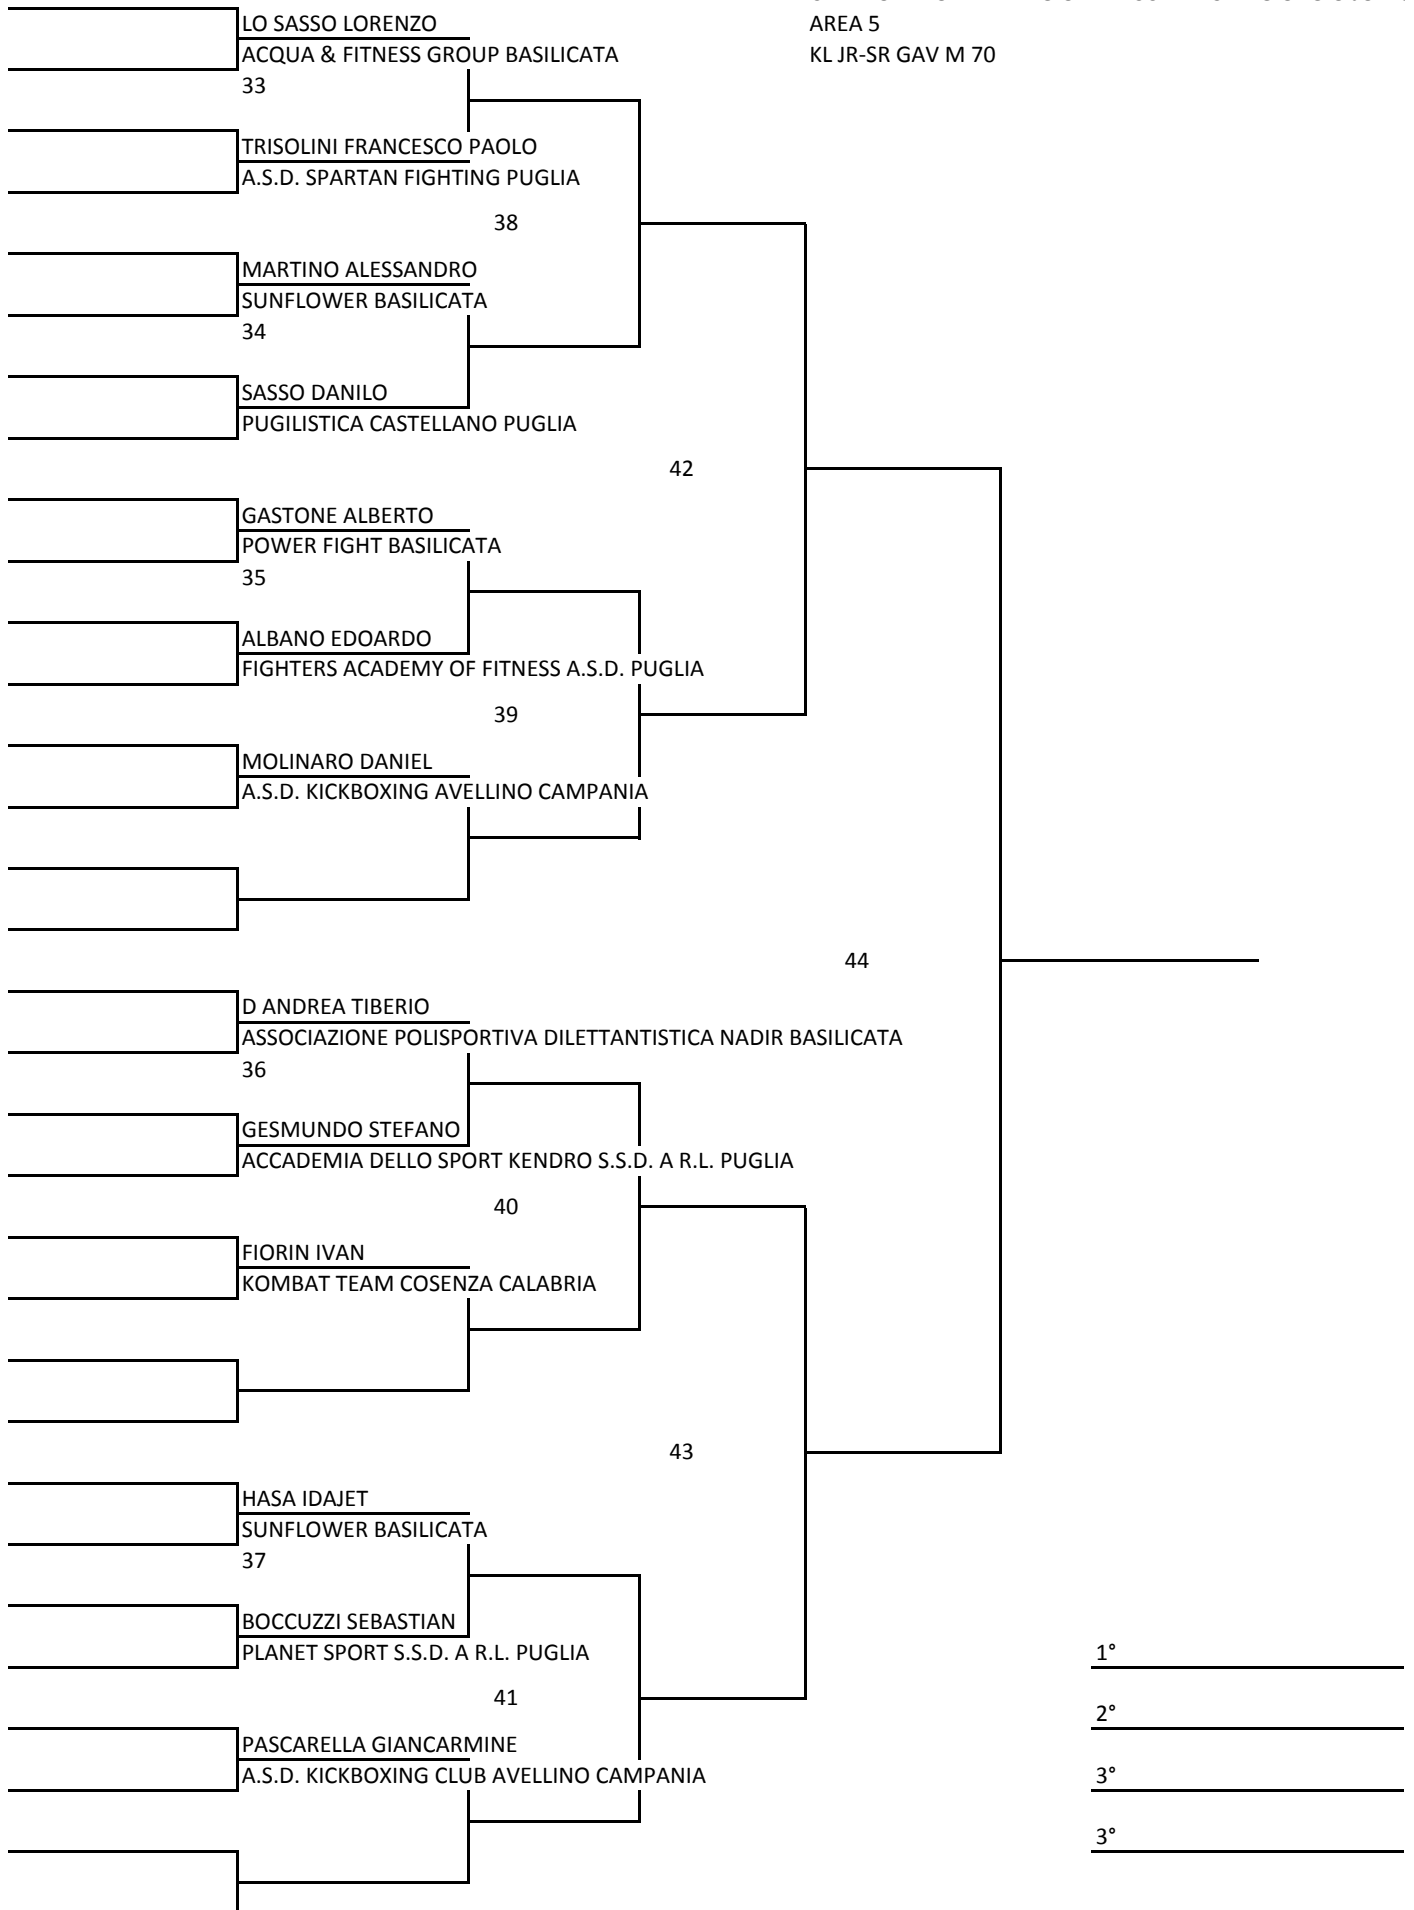 LO SASSO LORENZO
AREA 5
ACQUA & FITNESS GROUP BASILICATA
KL JR-SR GAV M 70
33
TRISOLINI FRANCESCO PAOLO
A.S.D. SPARTAN FIGHTING PUGLIA
38
MARTINO ALESSANDRO
SUNFLOWER BASILICATA
34
SASSO DANILO
PUGILISTICA CASTELLANO PUGLIA
42
GASTONE ALBERTO
POWER FIGHT BASILICATA
35
ALBANO EDOARDO
FIGHTERS ACADEMY OF FITNESS A.S.D. PUGLIA
39
MOLINARO DANIEL
A.S.D. KICKBOXING AVELLINO CAMPANIA
44
D ANDREA TIBERIO
ASSOCIAZIONE POLISPORTIVA DILETTANTISTICA NADIR BASILICATA
36
GESMUNDO STEFANO
ACCADEMIA DELLO SPORT KENDRO S.S.D. A R.L. PUGLIA
40
FIORIN IVAN
KOMBAT TEAM COSENZA CALABRIA
43
HASA IDAJET
SUNFLOWER BASILICATA
37
BOCCUZZI SEBASTIAN
PLANET SPORT S.S.D. A R.L. PUGLIA
1°
41
2°
PASCARELLA GIANCARMINE
A.S.D. KICKBOXING CLUB AVELLINO CAMPANIA
3°
3°